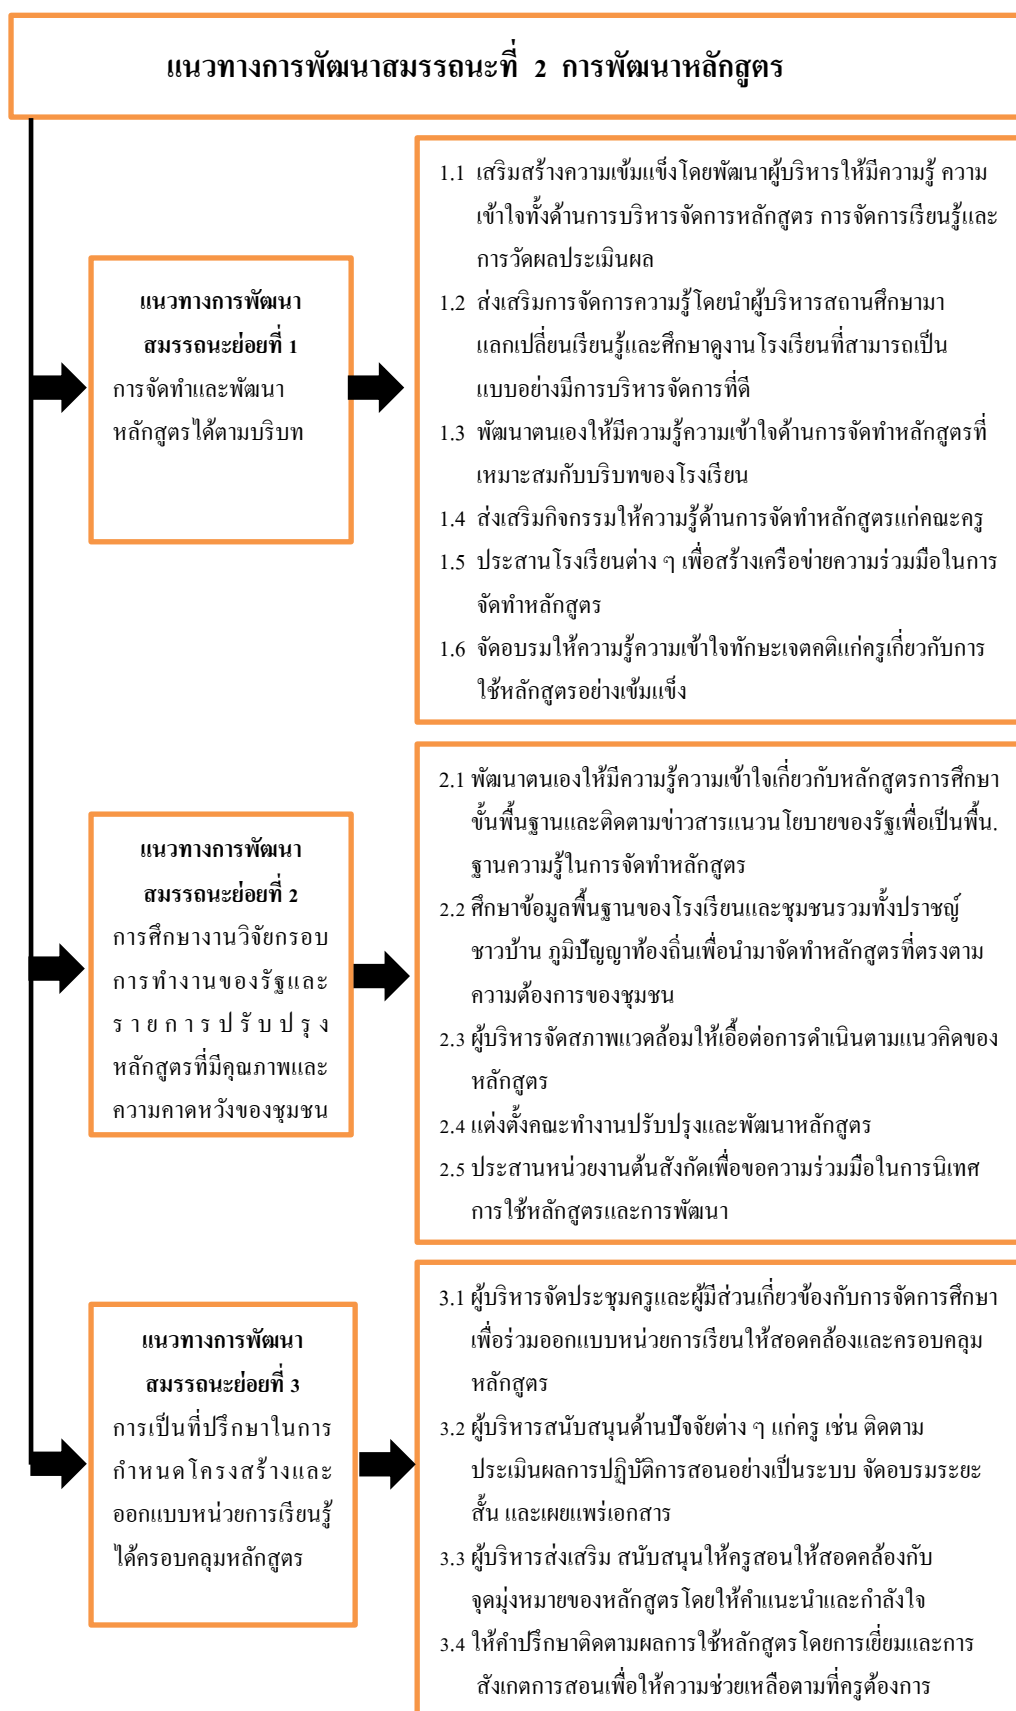 แนวทางการพัฒนาสมรรถนะที่ 2 การพัฒนาหลักสูตร
แนวทางการพัฒนา
สมรรถนะย่อยที่ 1
การจัดทำและพัฒนา
หลักสูตรได้ตามบริบท
1.1 เสริมสร้างความเข้มแข็งโดยพัฒนาผู้บริหารให้มีความรู้ ความ
เข้าใจทั้งด้านการบริหารจัดการหลักสูตร การจัดการเรียนรู้และ
การวัดผลประเมินผล
1.2 ส่งเสริมการจัดการความรู้โดยนำผู้บริหารสถานศึกษามา
แลกเปลี่ยนเรียนรู้และศึกษาดูงานโรงเรียนที่สามารถเป็น
แบบอย่างมีการบริหารจัดการที่ดี
1.3 พัฒนาตนเองให้มีความรู้ความเข้าใจด้านการจัดทำหลักสูตรที่
เหมาะสมกับบริบทของโรงเรียน
1.4 ส่งเสริมกิจกรรมให้ความรู้ด้านการจัดทำหลักสูตรแก่คณะครู
1.5 ประสานโรงเรียนต่าง ๆ เพื่อสร้างเครือข่ายความร่วมมือในการ
จัดทำหลักสูตร
1.6 จัดอบรมให้ความรู้ความเข้าใจทักษะเจตคติแก่ครูเกี่ยวกับการ
ใช้หลักสูตรอย่างเข้มแข็ง
แนวทางการพัฒนา
สมรรถนะย่อยที่ 2
การศึกษางานวิจัยกรอบ
การทำงานของรัฐและ
รายการปรับปรุง
หลักสูตรที่มีคุณภาพและ
ความคาดหวังของชุมชน
2.1 พัฒนาตนเองให้มีความรู้ความเข้าใจเกี่ยวกับหลักสูตรการศึกษา
ขั้นพื้นฐานและติดตามข่าวสารแนวนโยบายของรัฐเพื่อเป็นพื้น.
ฐานความรู้ในการจัดทำหลักสูตร
2.2 ศึกษาข้อมูลพื้นฐานของโรงเรียนและชุมชนรวมทั้งปราชญ์
ชาวบ้าน ภูมิปัญญาท้องถิ่นเพื่อนำมาจัดทำหลักสูตรที่ตรงตาม
ความต้องการของชุมชน
2.3 ผู้บริหารจัดสภาพแวดล้อมให้เอื้อต่อการดำเนินตามแนวคิดของ
หลักสูตร
2.4 แต่งตั้งคณะทำงานปรับปรุงและพัฒนาหลักสูตร
2.5 ประสานหน่วยงานต้นสังกัดเพื่อขอความร่วมมือในการนิเทศ
การใช้หลักสูตรและการพัฒนา
แนวทางการพัฒนา
สมรรถนะย่อยที่ 3
การเป็นที่ปรึกษาในการ
กำหนดโครงสร้างและ
ออกแบบหน่วยการเรียนรู้
ได้ครอบคลุมหลักสูตร
3.1 ผู้บริหารจัดประชุมครูและผู้มีส่วนเกี่ยวข้องกับการจัดการศึกษา
เพื่อร่วมออกแบบหน่วยการเรียนให้สอดคล้องและครอบคลุม
หลักสูตร
3.2 ผู้บริหารสนับสนุนด้านปัจจัยต่าง ๆ แก่ครู เช่น ติดตาม
ประเมินผลการปฏิบัติการสอนอย่างเป็นระบบ จัดอบรมระยะ
สั้น และเผยแพร่เอกสาร
3.3 ผู้บริหารส่งเสริม สนับสนุนให้ครูสอนให้สอดคล้องกับ
จุดมุ่งหมายของหลักสูตรโดยให้คำแนะนำและกำลังใจ
3.4 ให้คำปรึกษาติดตามผลการใช้หลักสูตรโดยการเยี่ยมและการ
สังเกตการสอนเพื่อให้ความช่วยเหลือตามที่ครูต้องการ